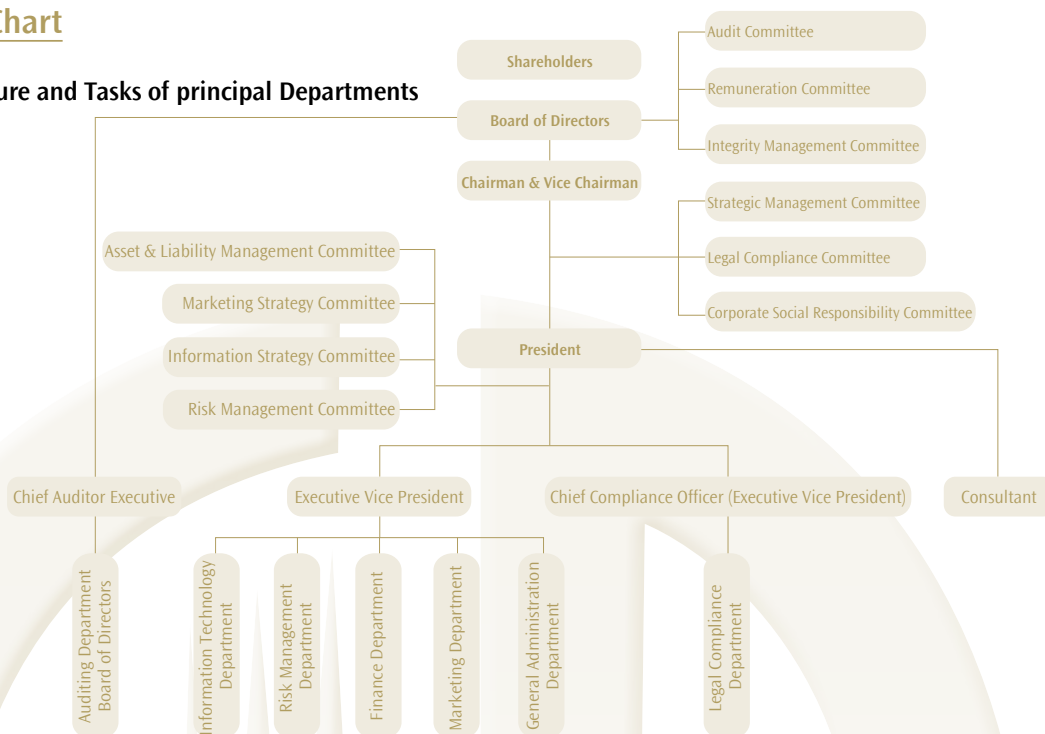 Chart
ure and Tasks of principal Departments
Shareholders
Board of Directors
Chairman & Vice Chairman
Audit Committee
Remuneration Committee
Integrity Management Committee
Strategic Management Committee
Legal Compliance Committee
Corporate Social Responsibility Committee
Asset & Liability Management Committee
Marketing Strategy Committee
Information Strategy Committee
Risk Management Committee
President
Chief Auditor Executive
Executive Vice President
Chief Compliance Officer (Executive Vice President)
Consultant
Auditing Department
Board of Directors
Information Technology
Department
Risk Management
Department
Finance Department
Marketing Department
General Administration
Department
Legal Compliance
Department